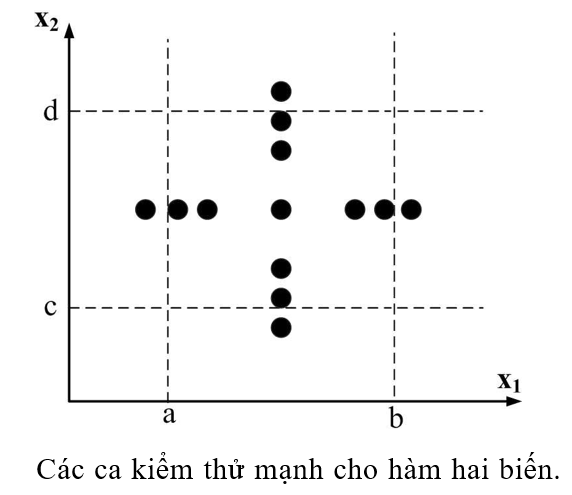 x₂
d
c
x₁
a
b
Các ca kiểm thử mạnh cho hàm hai biến.